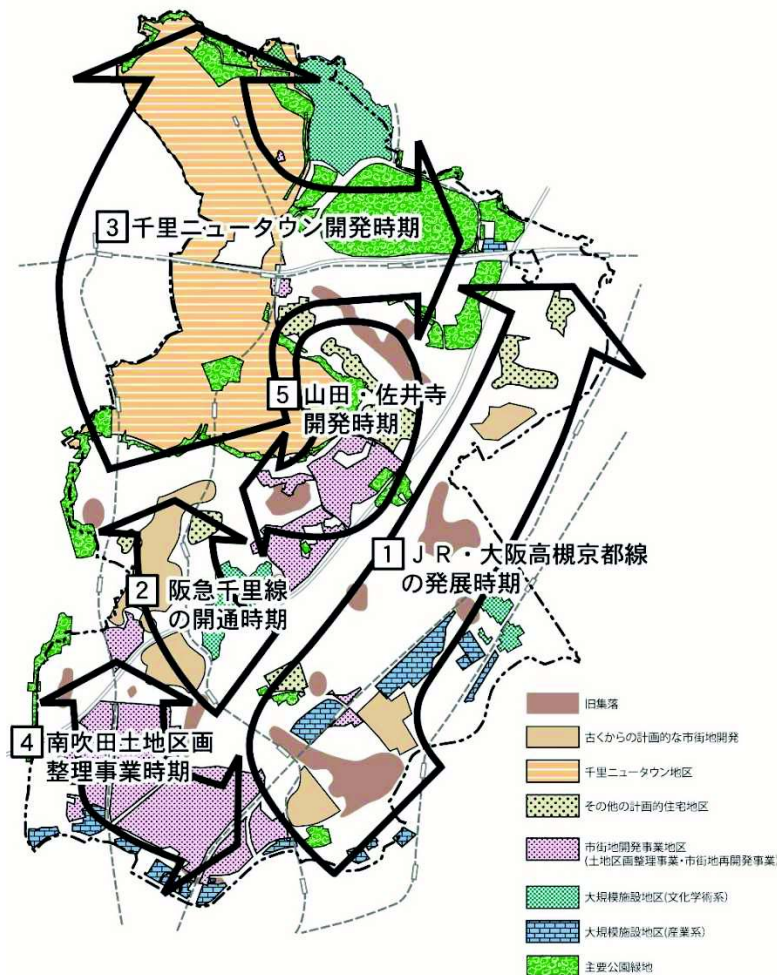 3 千里ニュータウン開発時期
5 山田・佐井寺
開発時期
1 JR・大阪高槻京都線
の発展時期
2 阪急千里線
の開通時期
4 南吹田土地区画
整理事業時期
旧集落
古くからの計画的な市街地開発
千里ニュータウン地区
その他の計画的住宅地区
市街地開発事業地区
(土地区画整理事業・市街地再開発事業)
大規模施設地区(文化学術系)
大規模施設地区(産業系)
主要公園緑地